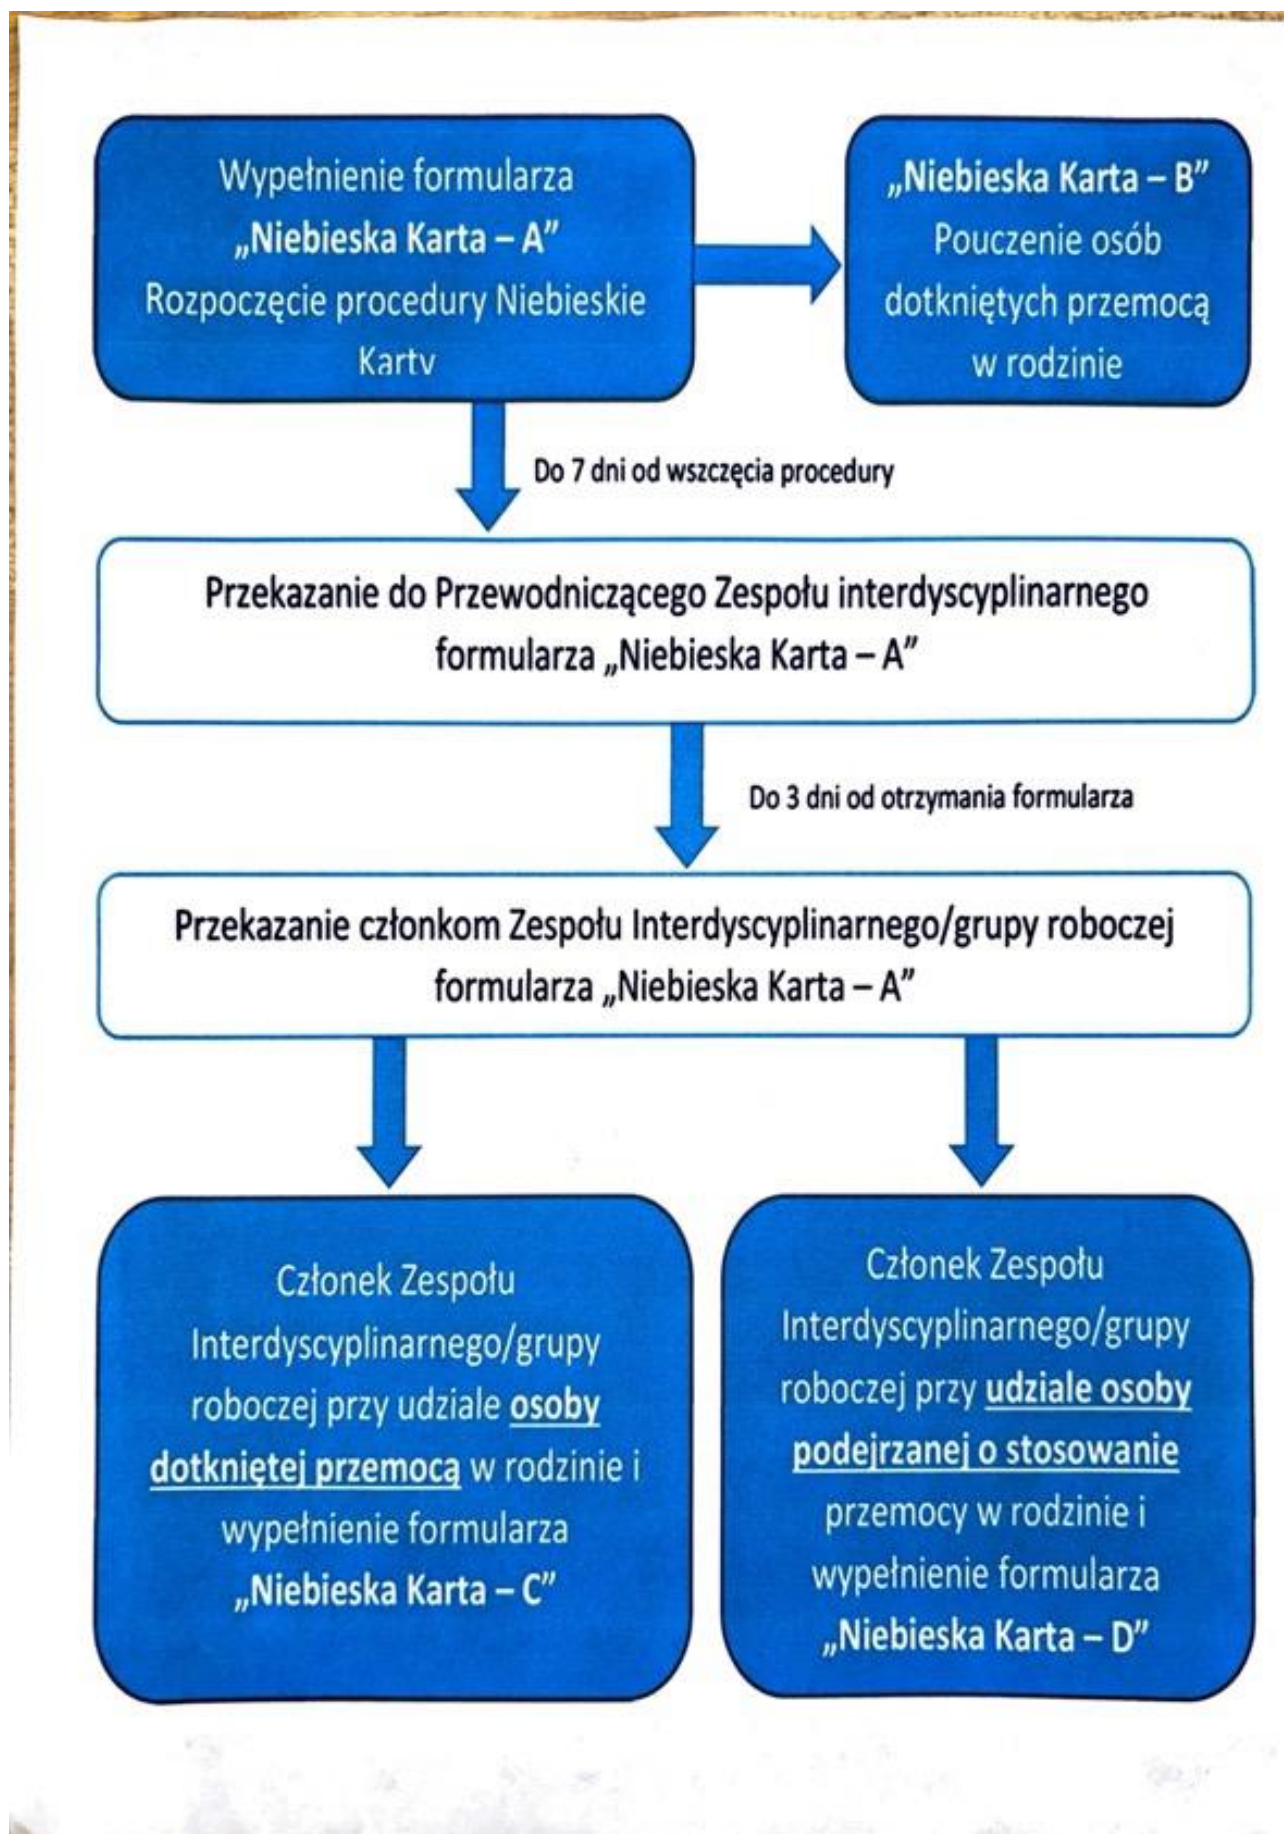 Wypełnienie formularza
„Niebieska Karta – A”
Rozpoczęcie procedury Niebieskie
Karty
„Niebieska Karta – B”
Pouczenie osób
dotkniętych przemocą
w rodzinie
Do 7 dni od wszczęcia procedury
Przekazanie do Przewodniczącego Zespołu interdyscyplinarnego
formularza „Niebieska Karta – A”
Do 3 dni od otrzymania formularza
Przekazanie członkom Zespołu Interdyscyplinarnego/grupy roboczej
formularza „Niebieska Karta – A”
Członek Zespołu
Interdyscyplinarnego/grupy
roboczej przy udziale osoby
dotkniętej przemocą w rodzinie i
wypełnienie formularza
„Niebieska Karta – C”
Członek Zespołu
Interdyscyplinarnego/grupy
roboczej przy udziale osoby
podejrzanej o stosowanie
przemocy w rodzinie i
wypełnienie formularza
„Niebieska Karta – D”